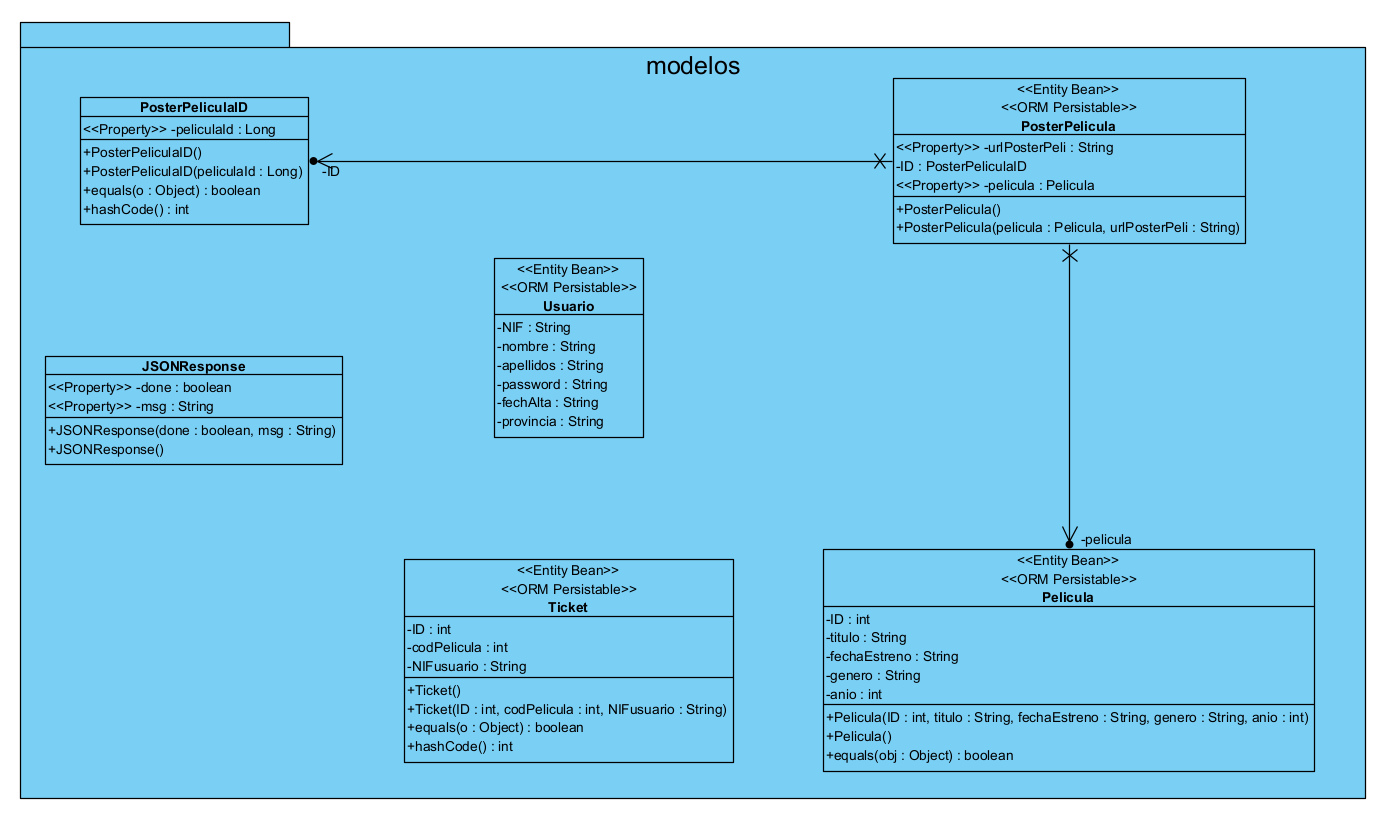 modelos
PosterPeliculaID
<<Property>> -peliculaId : Long
+PosterPeliculaID()
+PosterPeliculaID(peliculaId : Long)
+equals(o : Object) : boolean
+hashCode() : int
-ID
<<Entity Bean>>
<<ORM Persistable>>
PosterPelicula
<<Property>> -urlPosterPeli : String
-ID : PosterPeliculaID
<<Property>> -pelicula : Pelicula
+PosterPelicula()
+PosterPelicula(pelicula : Pelicula, urlPosterPeli : String)
<<Entity Bean>>
<<ORM Persistable>>
Usuario
-NIF : String
-nombre : String
-apellidos : String
-password : String
-fechAlta : String
-provincia : String
JSONResponse
<<Property>> -done : boolean
<<Property>> -msg : String
+JSONResponse(done : boolean, msg : String)
+JSONResponse()
<<Entity Bean>>
<<ORM Persistable>>
Ticket
-ID : int
-codPelicula : int
-NIFusuario : String
+Ticket()
+Ticket(ID : int, codPelicula : int, NIFusuario : String)
+equals(o : Object) : boolean
+hashCode() : int
-pelicula
<<Entity Bean>>
<<ORM Persistable>>
Pelicula
-ID : int
-titulo : String
-fechaEstreno : String
-genero : String
-anio : int
+Pelicula(ID : int, titulo : String, fechaEstreno : String, genero : String, anio : int)
+Pelicula()
+equals(obj : Object) : boolean